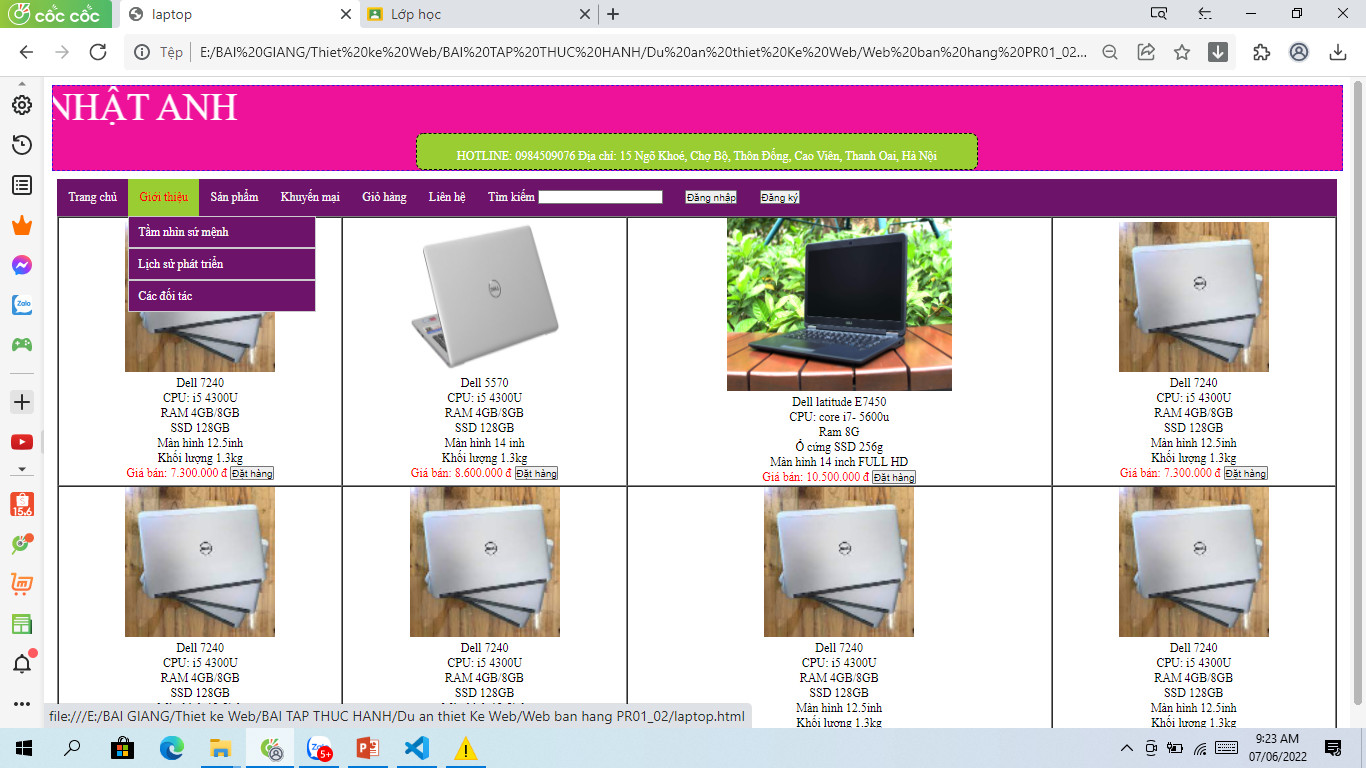 cốc cốc
laptop
Lớp học
Tệp
E:/BAI%20GIANG/Thiet%20ke%20Web/BAI%20TAP%20THUC%20HANH/Du%20an%20thiet%20Ke%20Web/Web%20ban%20hang%20PR01_02...
NHẬT ANH
HOTLINE: 0984509076 Địa chỉ: 15 Ngõ Khoé, Chợ Bộ, Thôn Đống, Cao Viên, Thanh Oai, Hà Nội
Trang chủ Giới thiệu Sản phẩm Khuyến mại Giỏ hàng Liên hệ Tìm kiếm Đăng nhập Đăng ký
Tầm nhìn sứ mệnh
Lịch sử phát triển
Các đối tác
Dell 7240
CPU: i5 4300U
RAM 4GB/8GB
SSD 128GB
Màn hình 12.5inh
Khối lượng 1.3kg
Giá bán: 7.300.000 đ Đặt hàng
Dell 5570
CPU: i5 4300U
RAM 4GB/8GB
SSD 128GB
Màn hình 14 inh
Khối lượng 1.3kg
Giá bán: 8.600.000 đ Đặt hàng
Dell latitude E7450
CPU: core i7- 5600u
Ram 8G
Ổ cứng SSD 256g
Màn hình 14 inch FULL HD
Giá bán: 10.500.000 đ Đặt hàng
Dell 7240
CPU: i5 4300U
RAM 4GB/8GB
SSD 128GB
Màn hình 12.5inh
Khối lượng 1.3kg
Giá bán: 7.300.000 đ Đặt hàng
Dell 7240
CPU: i5 4300U
RAM 4GB/8GB
SSD 128GB
Dell 7240
CPU: i5 4300U
RAM 4GB/8GB
SSD 128GB
Dell 7240
CPU: i5 4300U
RAM 4GB/8GB
SSD 128GB
Màn hình 12.5inh
Khối lượng 1.3kg
Dell 7240
CPU: i5 4300U
RAM 4GB/8GB
SSD 128GB
Màn hình 12.5inh
Khối lượng 1.3kg
Zalo
15.6
file:///E:/BAI GIANG/Thiet ke Web/BAI TAP THUC HANH/Du an thiet Ke Web/Web ban hang PR01_02/laptop.html
5+
9:23 AM
07/06/2022